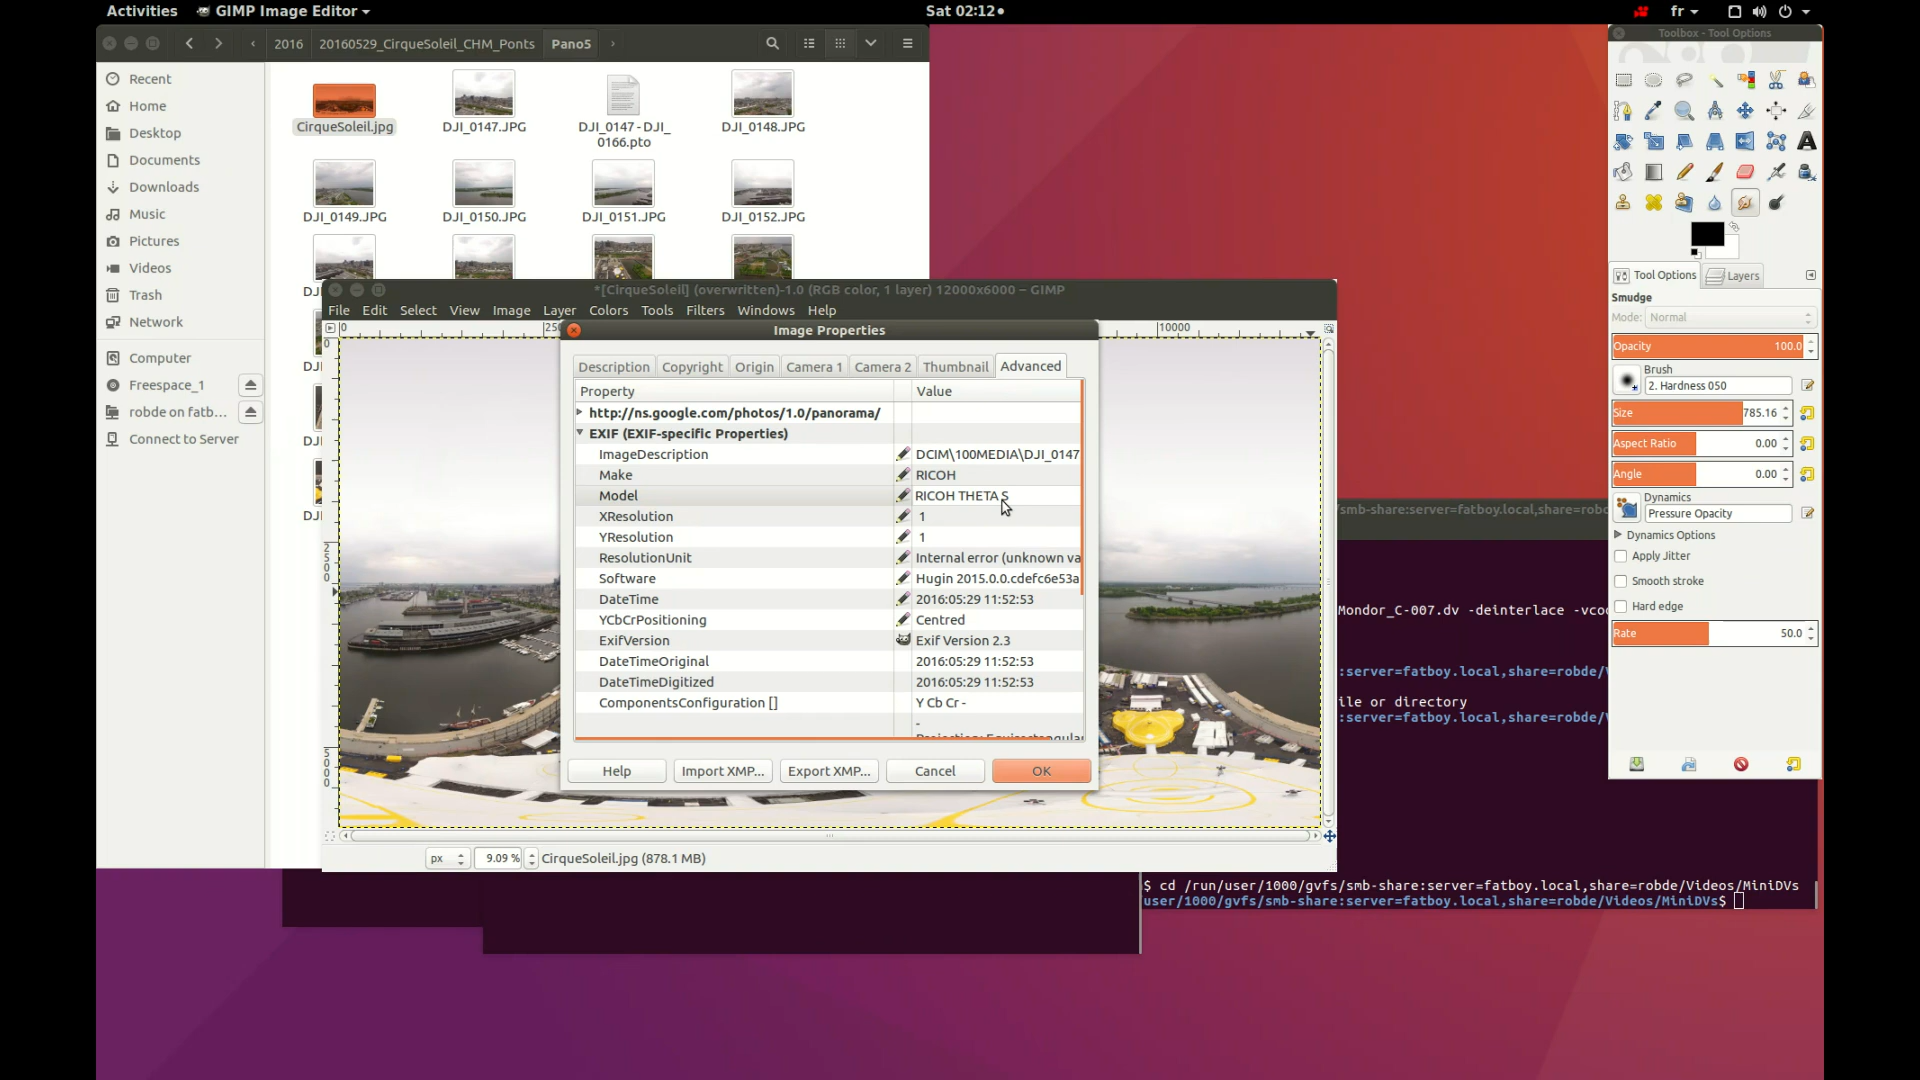 Activities
GIMP Image Editor
Sat 02:12
fr
2016
20160529_CirqueSoleil_CHM_Ponts
Pano5
Recent
Home
Desktop
Documents
Downloads
Music
Pictures
Videos
Trash
Network
Computer
Freespace_1
robde on fatb...
Connect to Server
CirqueSoleil.jpg
DJI_0147.JPG
DJI_0147 - DJI_
0166.pto
DJI_0148.JPG
DJI_0149.JPG
DJI_0150.JPG
DJI_0151.JPG
DJI_0152.JPG
*[CirqueSoleil] (overwritten)-1.0 (RGB color, 1 layer) 12000x6000 – GIMP
File Edit Select View Image Layer Colors Tools Filters Windows Help
0
10000
Image Properties
Description Copyright Origin Camera 1 Camera 2 Thumbnail Advanced
Property Value
http://ns.google.com/photos/1.0/panorama/
EXIF (EXIF-specific Properties)
ImageDescription DCIM\100MEDIA\DJI_0147
Make RICOH
Model RICOH THETA S
XResolution 1
YResolution 1
ResolutionUnit Internal error (unknown va
Software Hugin 2015.0.0.cdefc6e53a
DateTime 2016:05:29 11:52:53
YCbCrPositioning Centred
ExifVersion Exif Version 2.3
DateTimeOriginal 2016:05:29 11:52:53
DateTimeDigitized 2016:05:29 11:52:53
ComponentsConfiguration [] Y Cb Cr -
-
Help Import XMP... Export XMP... Cancel OK
px 9.09 % CirqueSoleil.jpg (878.1 MB)
/smb-share:server=fatboy.local,share=robd
Mondor_C-007.dv -deinterlace -vco
:server=fatboy.local,share=robde/
ile or directory
:server=fatboy.local,share=robde/
$ cd /run/user/1000/gvfs/smb-share:server=fatboy.local,share=robde/Videos/MiniDVs
user/1000/gvfs/smb-share:server=fatboy.local,share=robde/Videos/MiniDVs$
Toolbox - Tool Options
Tool Options Layers
Smudge
Mode: Normal
Opacity 100.0
Brush
2. Hardness 050
Size 785.16
Aspect Ratio 0.00
Angle 0.00
Dynamics
Pressure Opacity
Dynamics Options
Apply Jitter
Smooth stroke
Hard edge
Rate 50.0